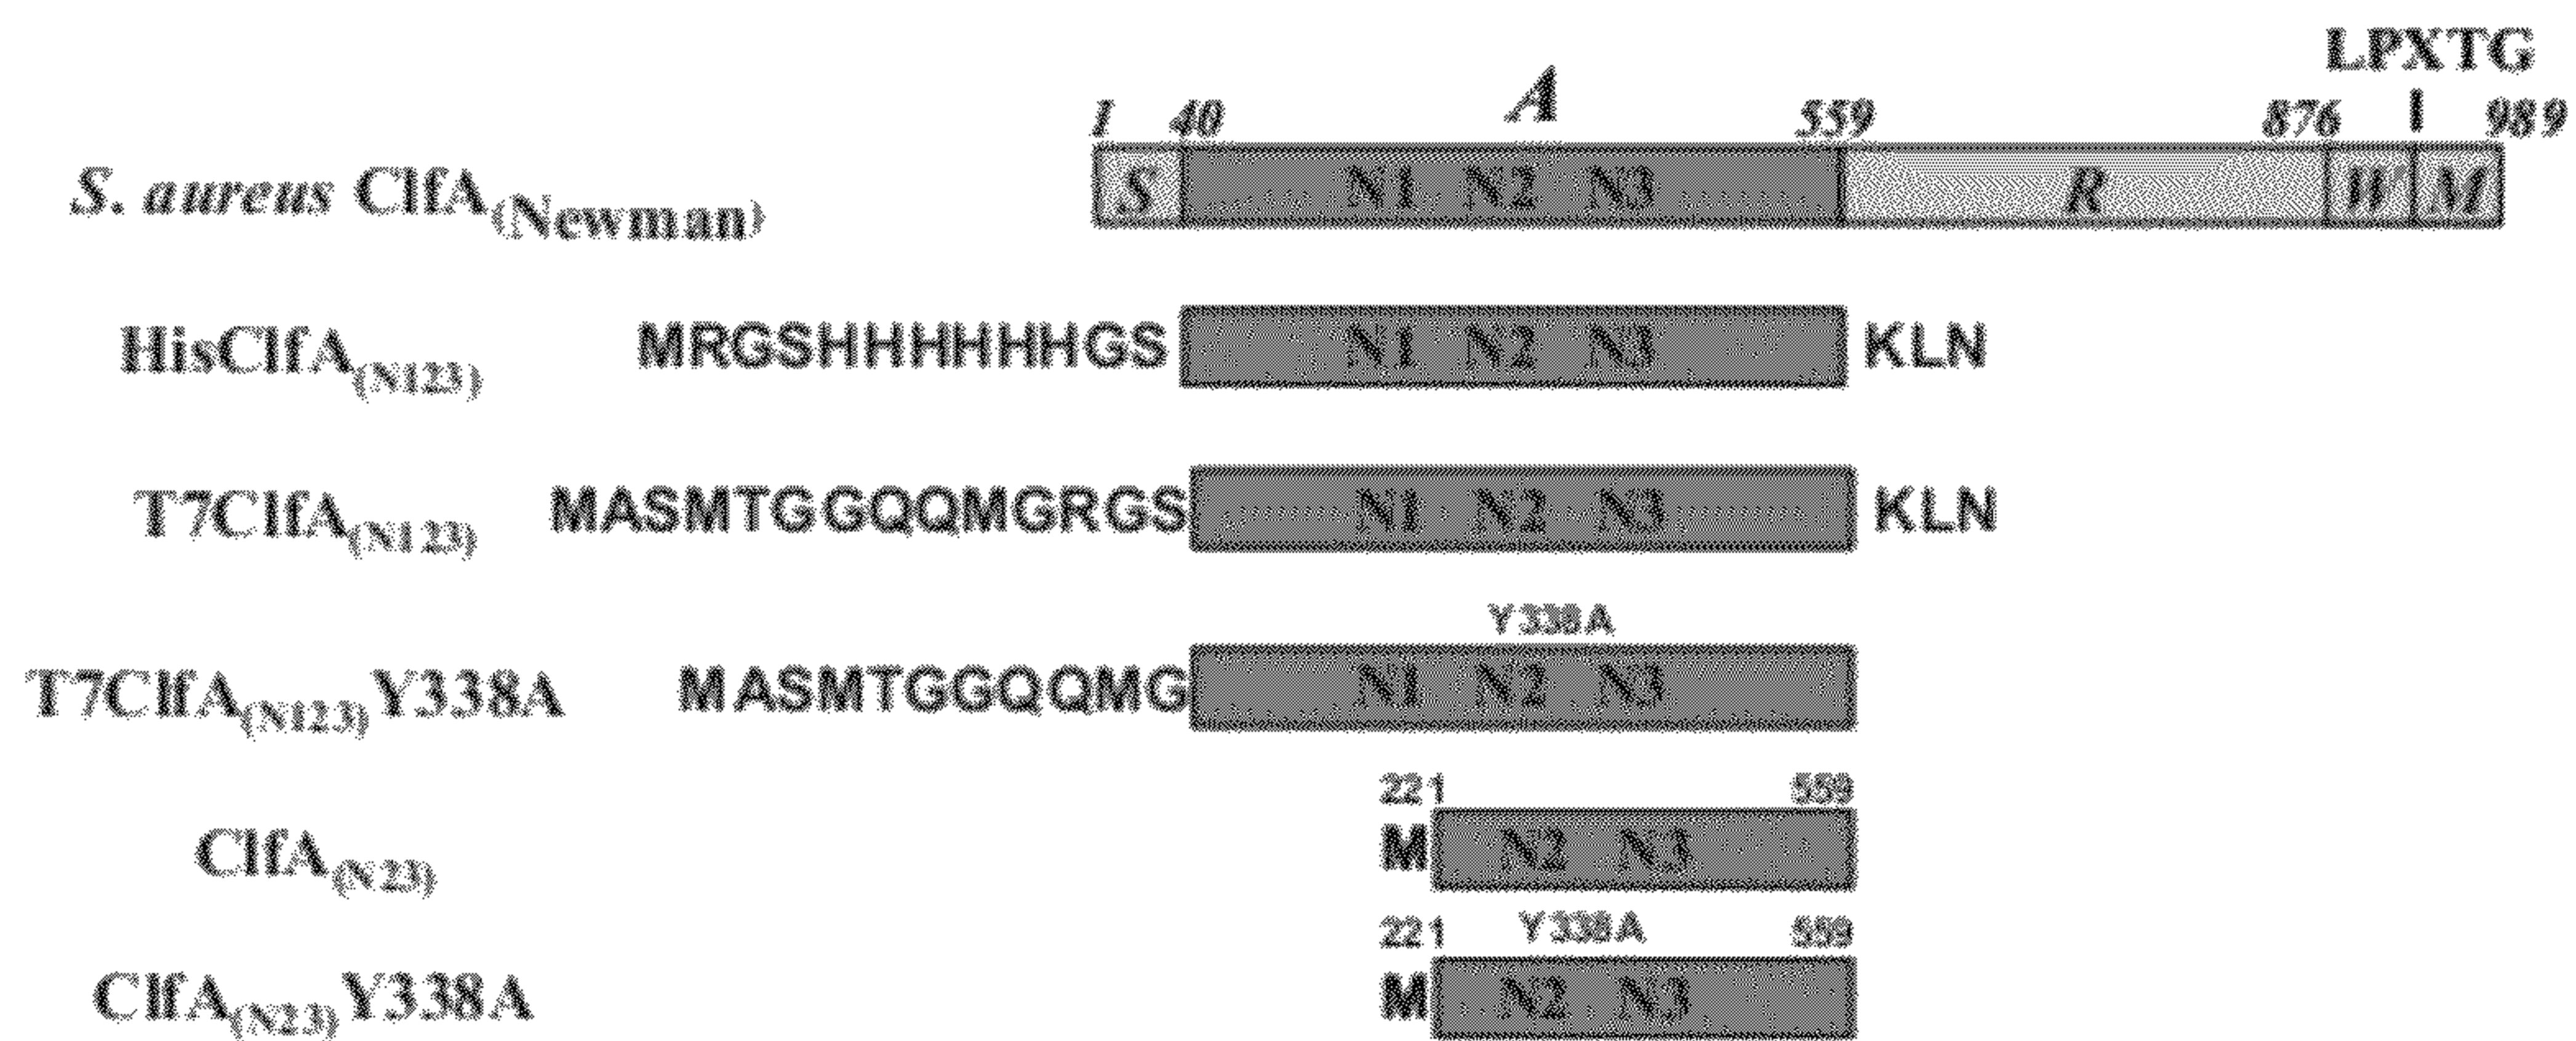 LPXTG
1 40 A 559 876 989
S. aureus ClfA(Newman) S N1 N2 N3 R W M
HisClfA(N123) MRGSHHHHHHGS N1 N2 N3 KLN
T7ClfA(N123) MASMTGGQQMGRGS N1 N2 N3 KLN
Y338A
T7ClfA(N123)Y338A MASMTGGQQMG N1 N2 N3
221 559
ClfA(N23) M N2 N3
221 Y338A 559
ClfA(N23)Y338A M N2 N3